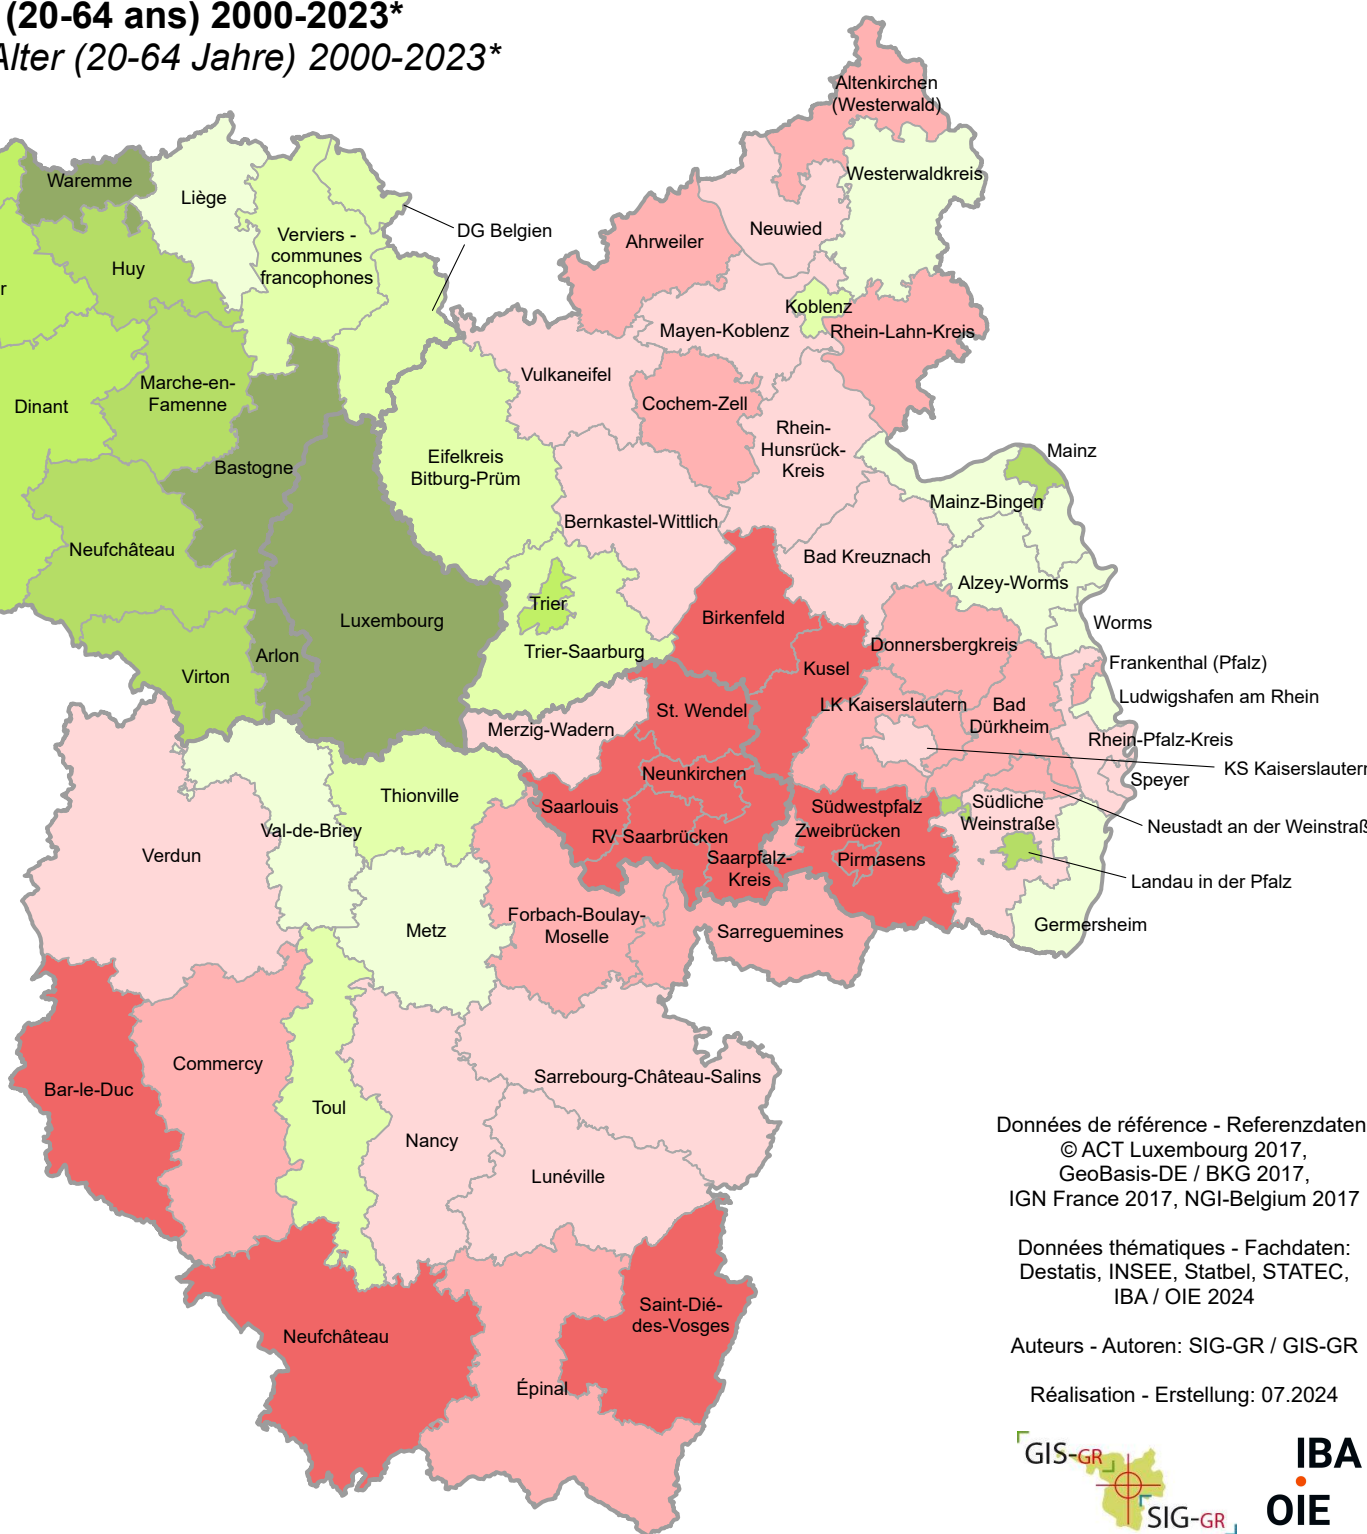 (20-64 ans) 2000-2023*
Alter (20-64 Jahre) 2000-2023*
Altenkirchen
(Westerwald)
Waremme
Liège
Westerwaldkreis
Verviers -
communes
francophones
DG Belgien
Ahrweiler
Neuwied
Huy
r
Koblenz
Mayen-Koblenz
Rhein-Lahn-Kreis
Vulkaneifel
Marche-en-
Famenne
Dinant
Cochem-Zell
Rhein-
Hunsrück-
Kreis
Mainz
Eifelkreis
Bitburg-Prüm
Bastogne
Mainz-Bingen
Bernkastel-Wittlich
Neufchâteau
Bad Kreuznach
Alzey-Worms
Trier
Luxembourg
Birkenfeld
Worms
Trier-Saarburg
Donnersbergkreis
Arlon
Virton
Kusel
Frankenthal (Pfalz)
Ludwigshafen am Rhein
St. Wendel
LK Kaiserslautern
Bad
Dürkheim
Merzig-Wadern
Rhein-Pfalz-Kreis
KS Kaiserslautern
Speyer
Neunkirchen
Thionville
Saarlouis
Südwestpfalz
Südliche
Weinstraße
Val-de-Briey
RV Saarbrücken
Zweibrücken
Neustadt an der Weinstraß
Verdun
Saarpfalz-
Kreis
Pirmasens
Landau in der Pfalz
Forbach-Boulay-
Moselle
Metz
Sarreguemines
Germersheim
Commercy
Bar-le-Duc
Sarrebourg-Château-Salins
Toul
Nancy
Lunéville
Données de référence - Referenzdaten
© ACT Luxembourg 2017,
GeoBasis-DE / BKG 2017,
IGN France 2017, NGI-Belgium 2017
Données thématiques - Fachdaten:
Destatis, INSEE, Statbel, STATEC,
IBA / OIE 2024
Saint-Dié-
des-Vosges
Neufchâteau
Auteurs - Autoren: SIG-GR / GIS-GR
Épinal
Réalisation - Erstellung: 07.2024
GIS-GR
SIG-GR
IBA
OIE